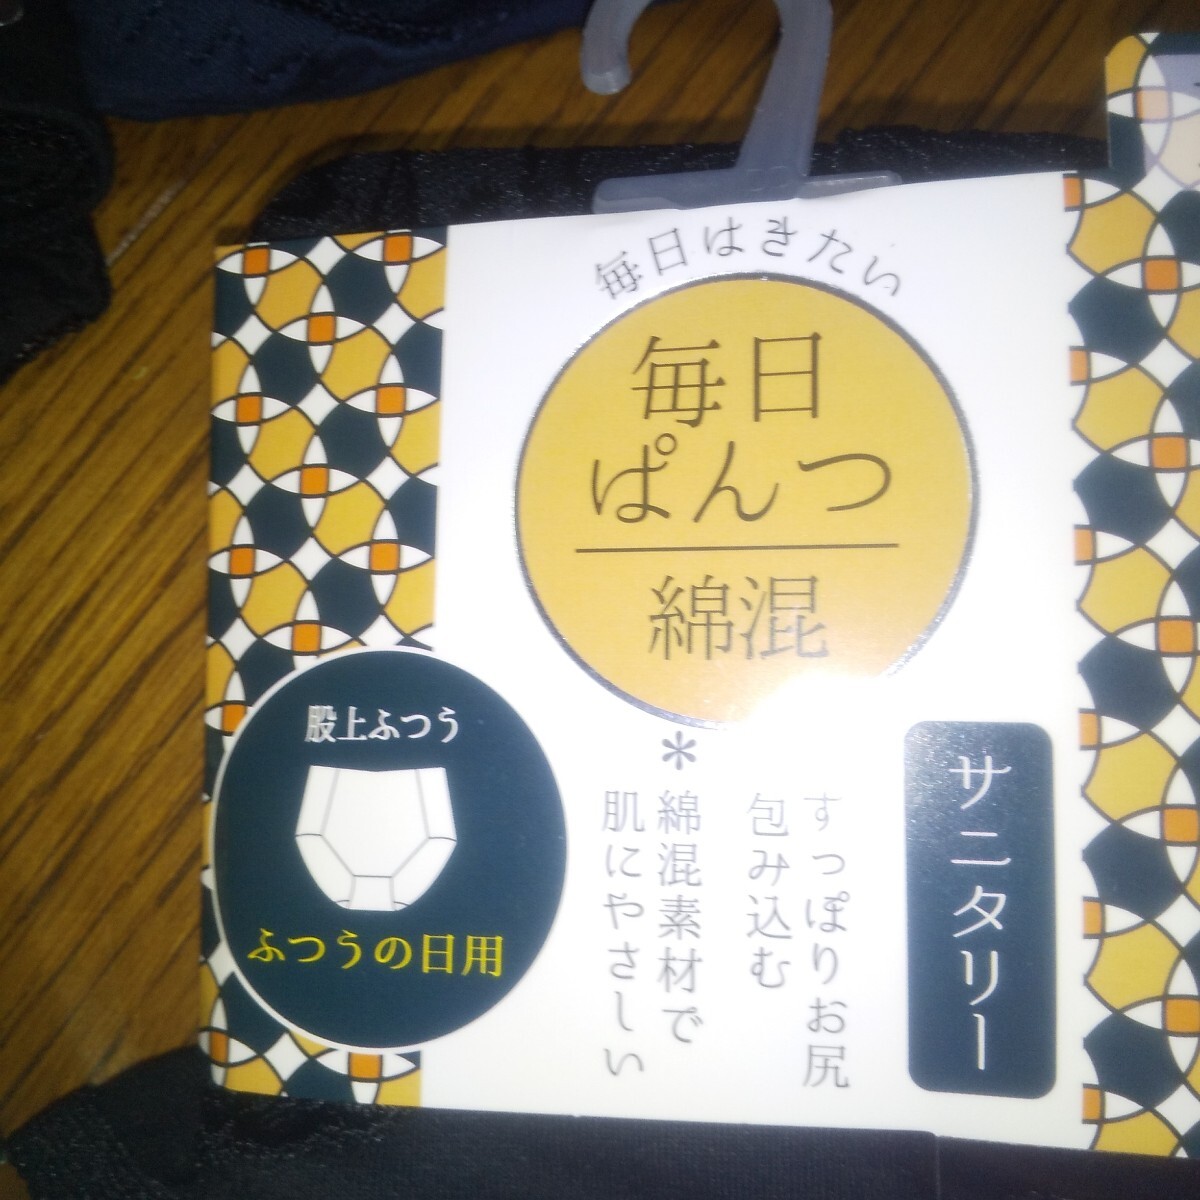 毎日はきたい
毎日
ぱんつ
綿混
サニタリー
すっぽりお尻
包み込む
*
綿混素材で
肌にやさしい
股上ふつう
ふつうの日用